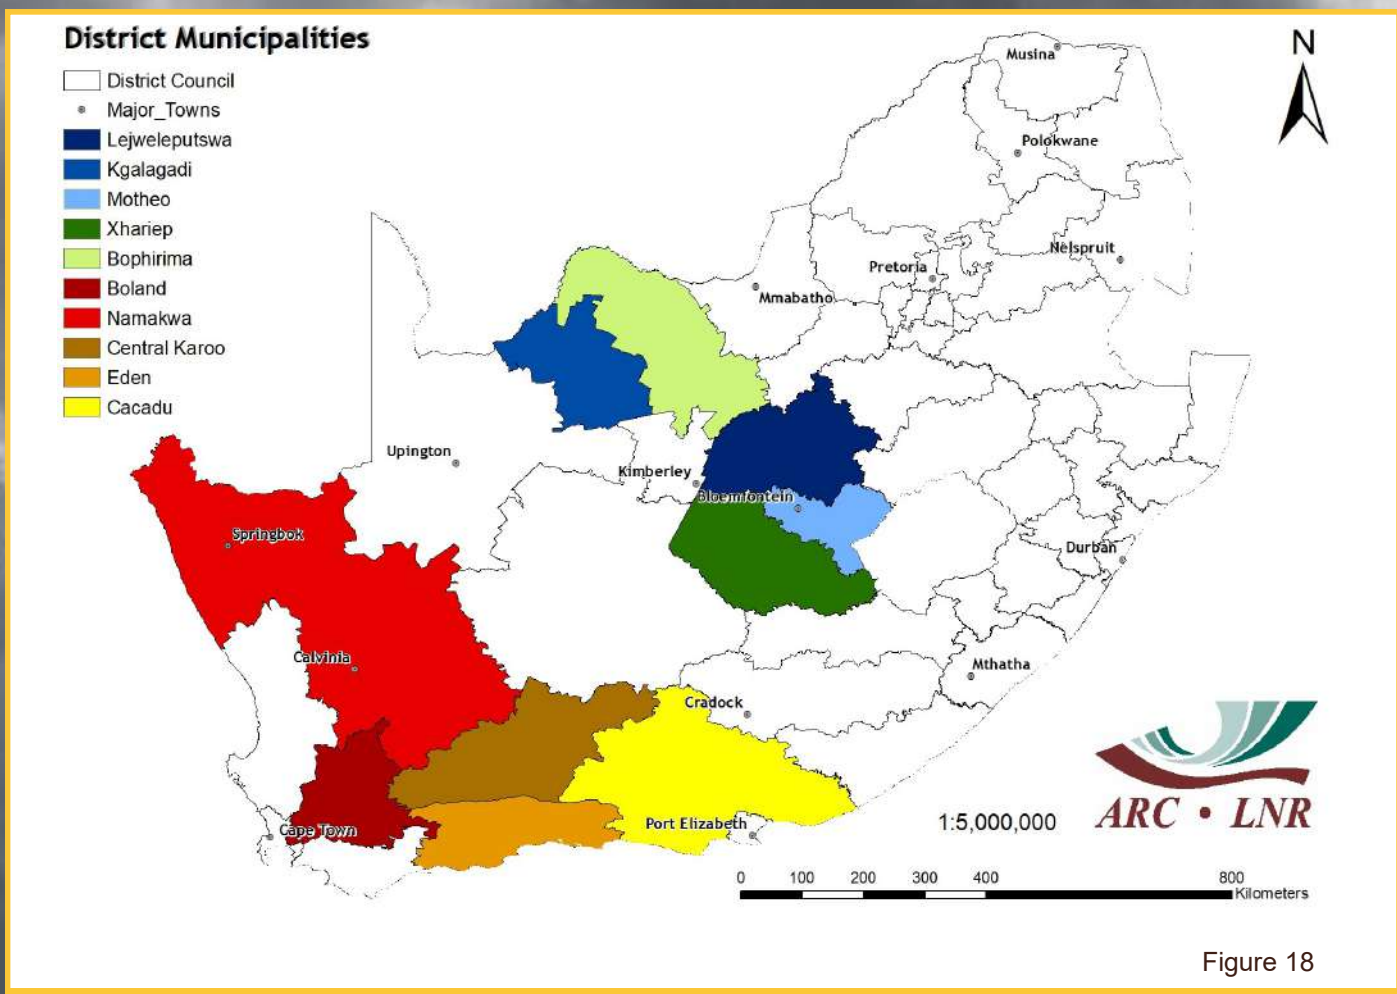 District Municipalities
District Council
Major_Towns
Lejweleputswa
Kgalagadi
Motheo
Xhariep
Bophirima
Boland
Namakwa
Central Karoo
Eden
Cacadu
N
Musina
Polokwane
Nelspruit
Pretoria
Mmabatho
Upington
Kimberley
Bloemfontein
Springbok
Durban
Calvinia
Mthatha
Cradock
Port Elizabeth
Cape Town
1:5,000,000
ARC • LNR
0 100 200 300 400 800
Kilometers
Figure 18